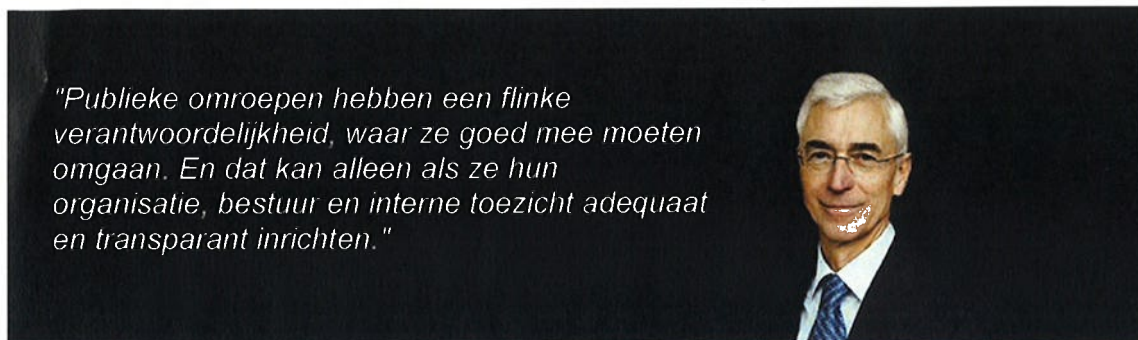 "Publieke omroepen hebben een flinke
verantwoordelijkheid, waar ze goed mee moeten
omgaan. En dat kan alleen als ze hun
organisatie, bestuur en interne toezicht adequaat
en transparant inrichten."